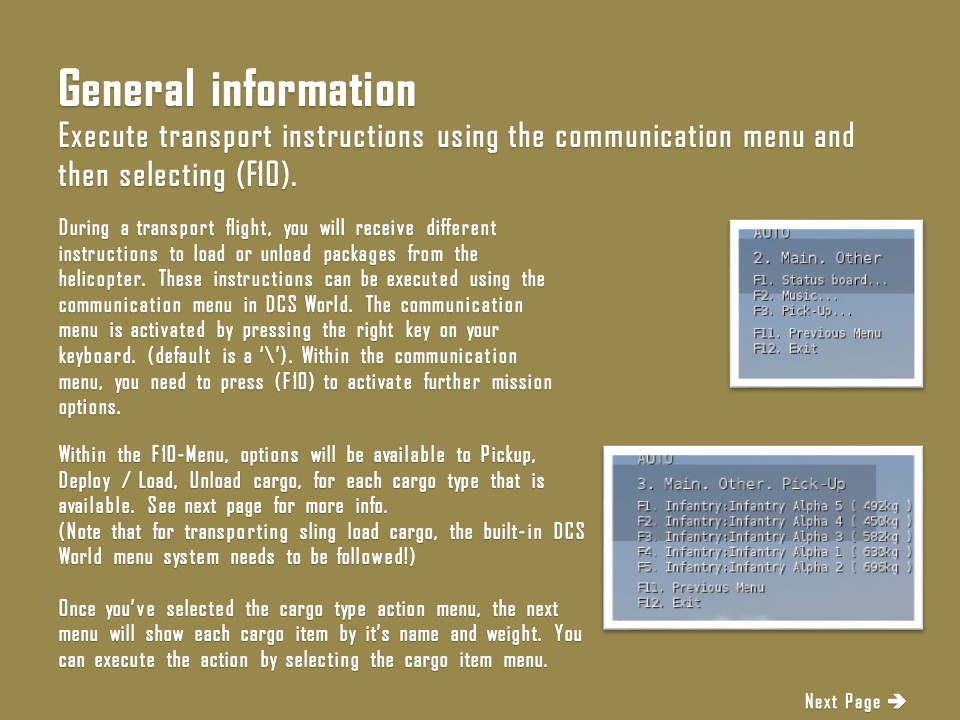 General information
Execute transport instructions using the communication menu and
then selecting (F10).
During a transport flight, you will receive different
instructions to load or unload packages from the
helicopter. These instructions can be executed using the
communication menu in DCS World. The communication
menu is activated by pressing the right key on your
keyboard. (default is a ‘\’). Within the communication
menu, you need to press (F10) to activate further mission
options.
Within the F10-Menu, options will be available to Pickup,
Deploy / Load, Unload cargo, for each cargo type that is
available. See next page for more info.
(Note that for transporting sling load cargo, the built-in DCS
World menu system needs to be followed!)
Once you’ve selected the cargo type action menu, the next
menu will show each cargo item by it’s name and weight. You
can execute the action by selecting the cargo item menu.
AUTO
2. Main. Other
F1. Status board...
F2. Music...
F3. Pick-Up...
F11. Previous Menu
F12. Exit
AUTO
3. Main. Other. Pick-Up
F1. Infantry:Infantry Alpha 5 ( 492kg )
F2. Infantry:Infantry Alpha 4 ( 450kg )
F3. Infantry:Infantry Alpha 3 ( 582kg )
F4. Infantry:Infantry Alpha 1 ( 630kg )
F5. Infantry:Infantry Alpha 2 ( 696kg )
F11. Previous Menu
F12. Exit
Next Page →